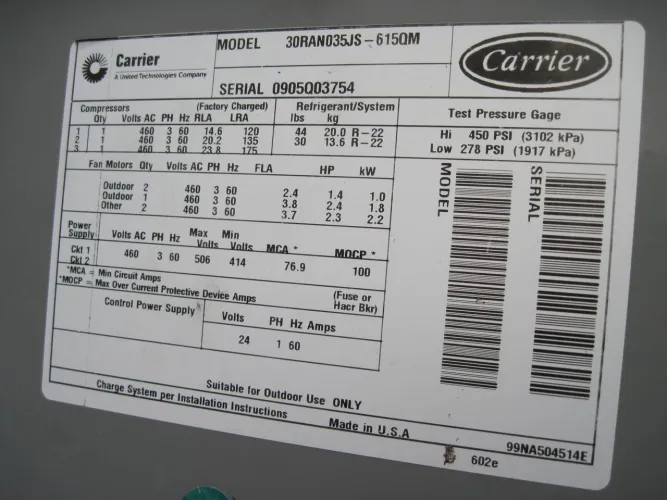 Carrier
A United Technologies Company
MODEL 30RAN035JS-615QM
SERIAL 0905Q03754
Carrier
Compressors (Factory Charged) Refrigerant/System
Qty Volts AC PH Hz RLA LRA lbs kg
1 1 460 3 60 14.6 120 44 20.0 R-22
2 1 460 3 60 20.2 135 30 13.6 R-22
3 1 460 3 60 23.8 175
Test Pressure Gage
Hi 450 PSI (3102 kPa)
Low 278 PSI (1917 kPa)
Fan Motors Qty Volts AC PH Hz FLA HP kW
Outdoor 2 460 3 60 2.4 1.4 1.0
Outdoor 1 460 3 60 3.8 2.4 1.8
Other 2 460 3 60 3.7 2.3 2.2
Power Supply Volts AC PH Hz Max Volts Min Volts MCA * MOCP *
Ckt 1 460 3 60 506 414 76.9 100
Ckt 2
*MCA = Min Circuit Amps
*MOCP = Max Over Current Protective Device Amps (Fuse or Hacr Bkr)
Control Power Supply Volts PH Hz Amps
24 1 60
MODEL
SERIAL
Suitable for Outdoor Use ONLY
Charge System per Installation Instructions
Made in U.S.A
99NA504514E
602e